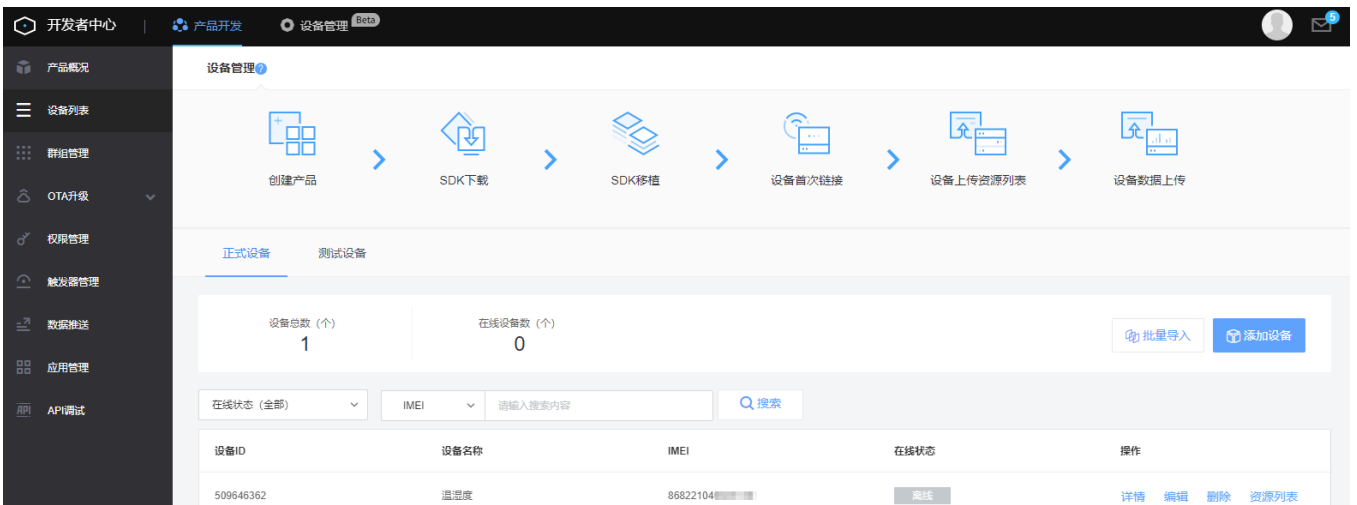 开发者中心 | 产品开发 设备管理 Beta 5
产品概况
设备列表
群组管理
OTA升级
权限管理
触发器管理
数据推送
应用管理
API API调试
设备管理 ?
创建产品 SDK下载 SDK移植 设备首次链接 设备上传资源列表 设备数据上传
正式设备 测试设备
设备总数（个） 在线设备数（个）
1 0
批量导入 添加设备
在线状态（全部） IMEI 请输入搜索内容 搜索
设备ID 设备名称 IMEI 在线状态 操作
509646362 温湿度 86822104 离线 详情 编辑 删除 资源列表